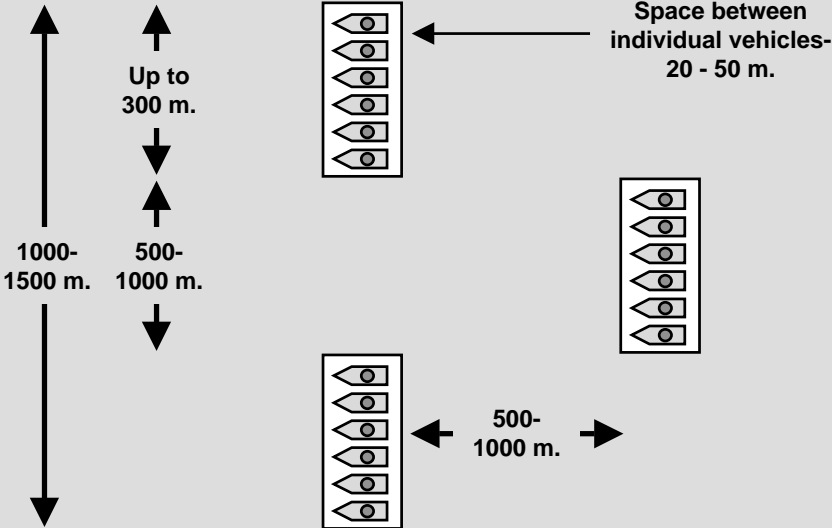 Space between
individual vehicles-
20 - 50 m.
Up to
300 m.
1000-
1500 m.
500-
1000 m.
500-
1000 m.